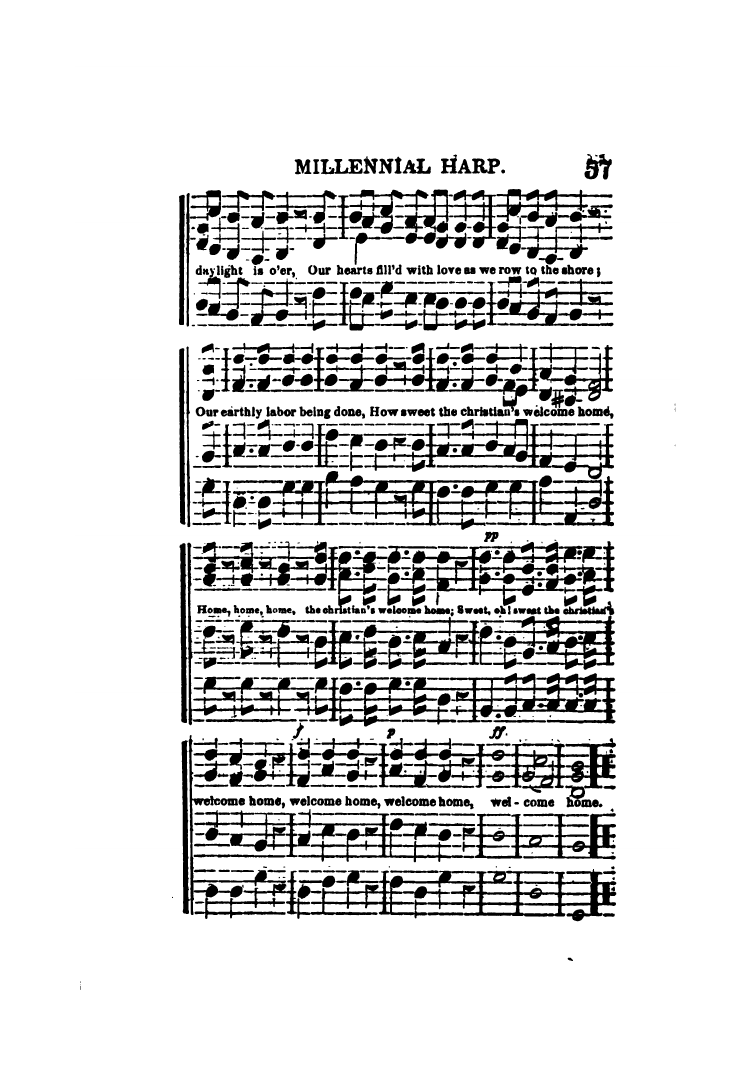 MILLENNIAL HARP. 57
daylight is o'er, Our hearts fill'd with love as we row to the shore;
Our earthly labor being done, How sweet the christian's welcome home,
pp
Home, home, home, the christian's welcome home; Sweet, oh! sweet the christian's
f p ff.
welcome home, welcome home, welcome home, wel - come home.